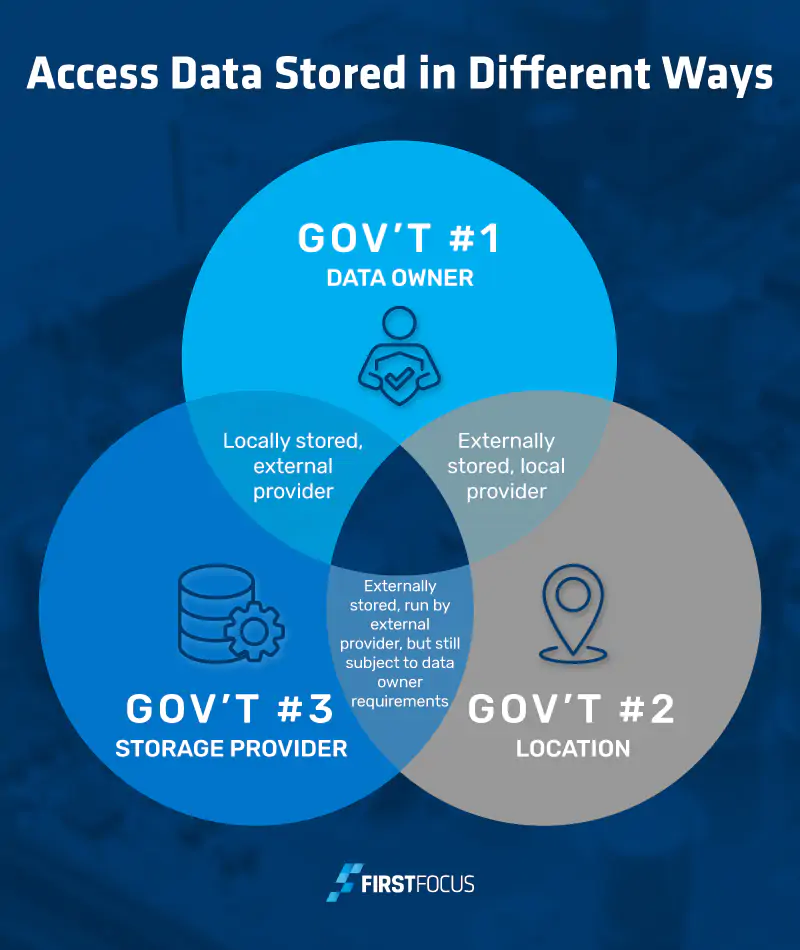 Access Data Stored in Different Ways
GOV'T #1
DATA OWNER
Locally stored,
external
provider
Externally
stored, local
provider
Externally
stored, run by
external
provider, but still
subject to data
owner
requirements
GOV'T #3
STORAGE PROVIDER
GOV'T #2
LOCATION
FIRSTFOCUS